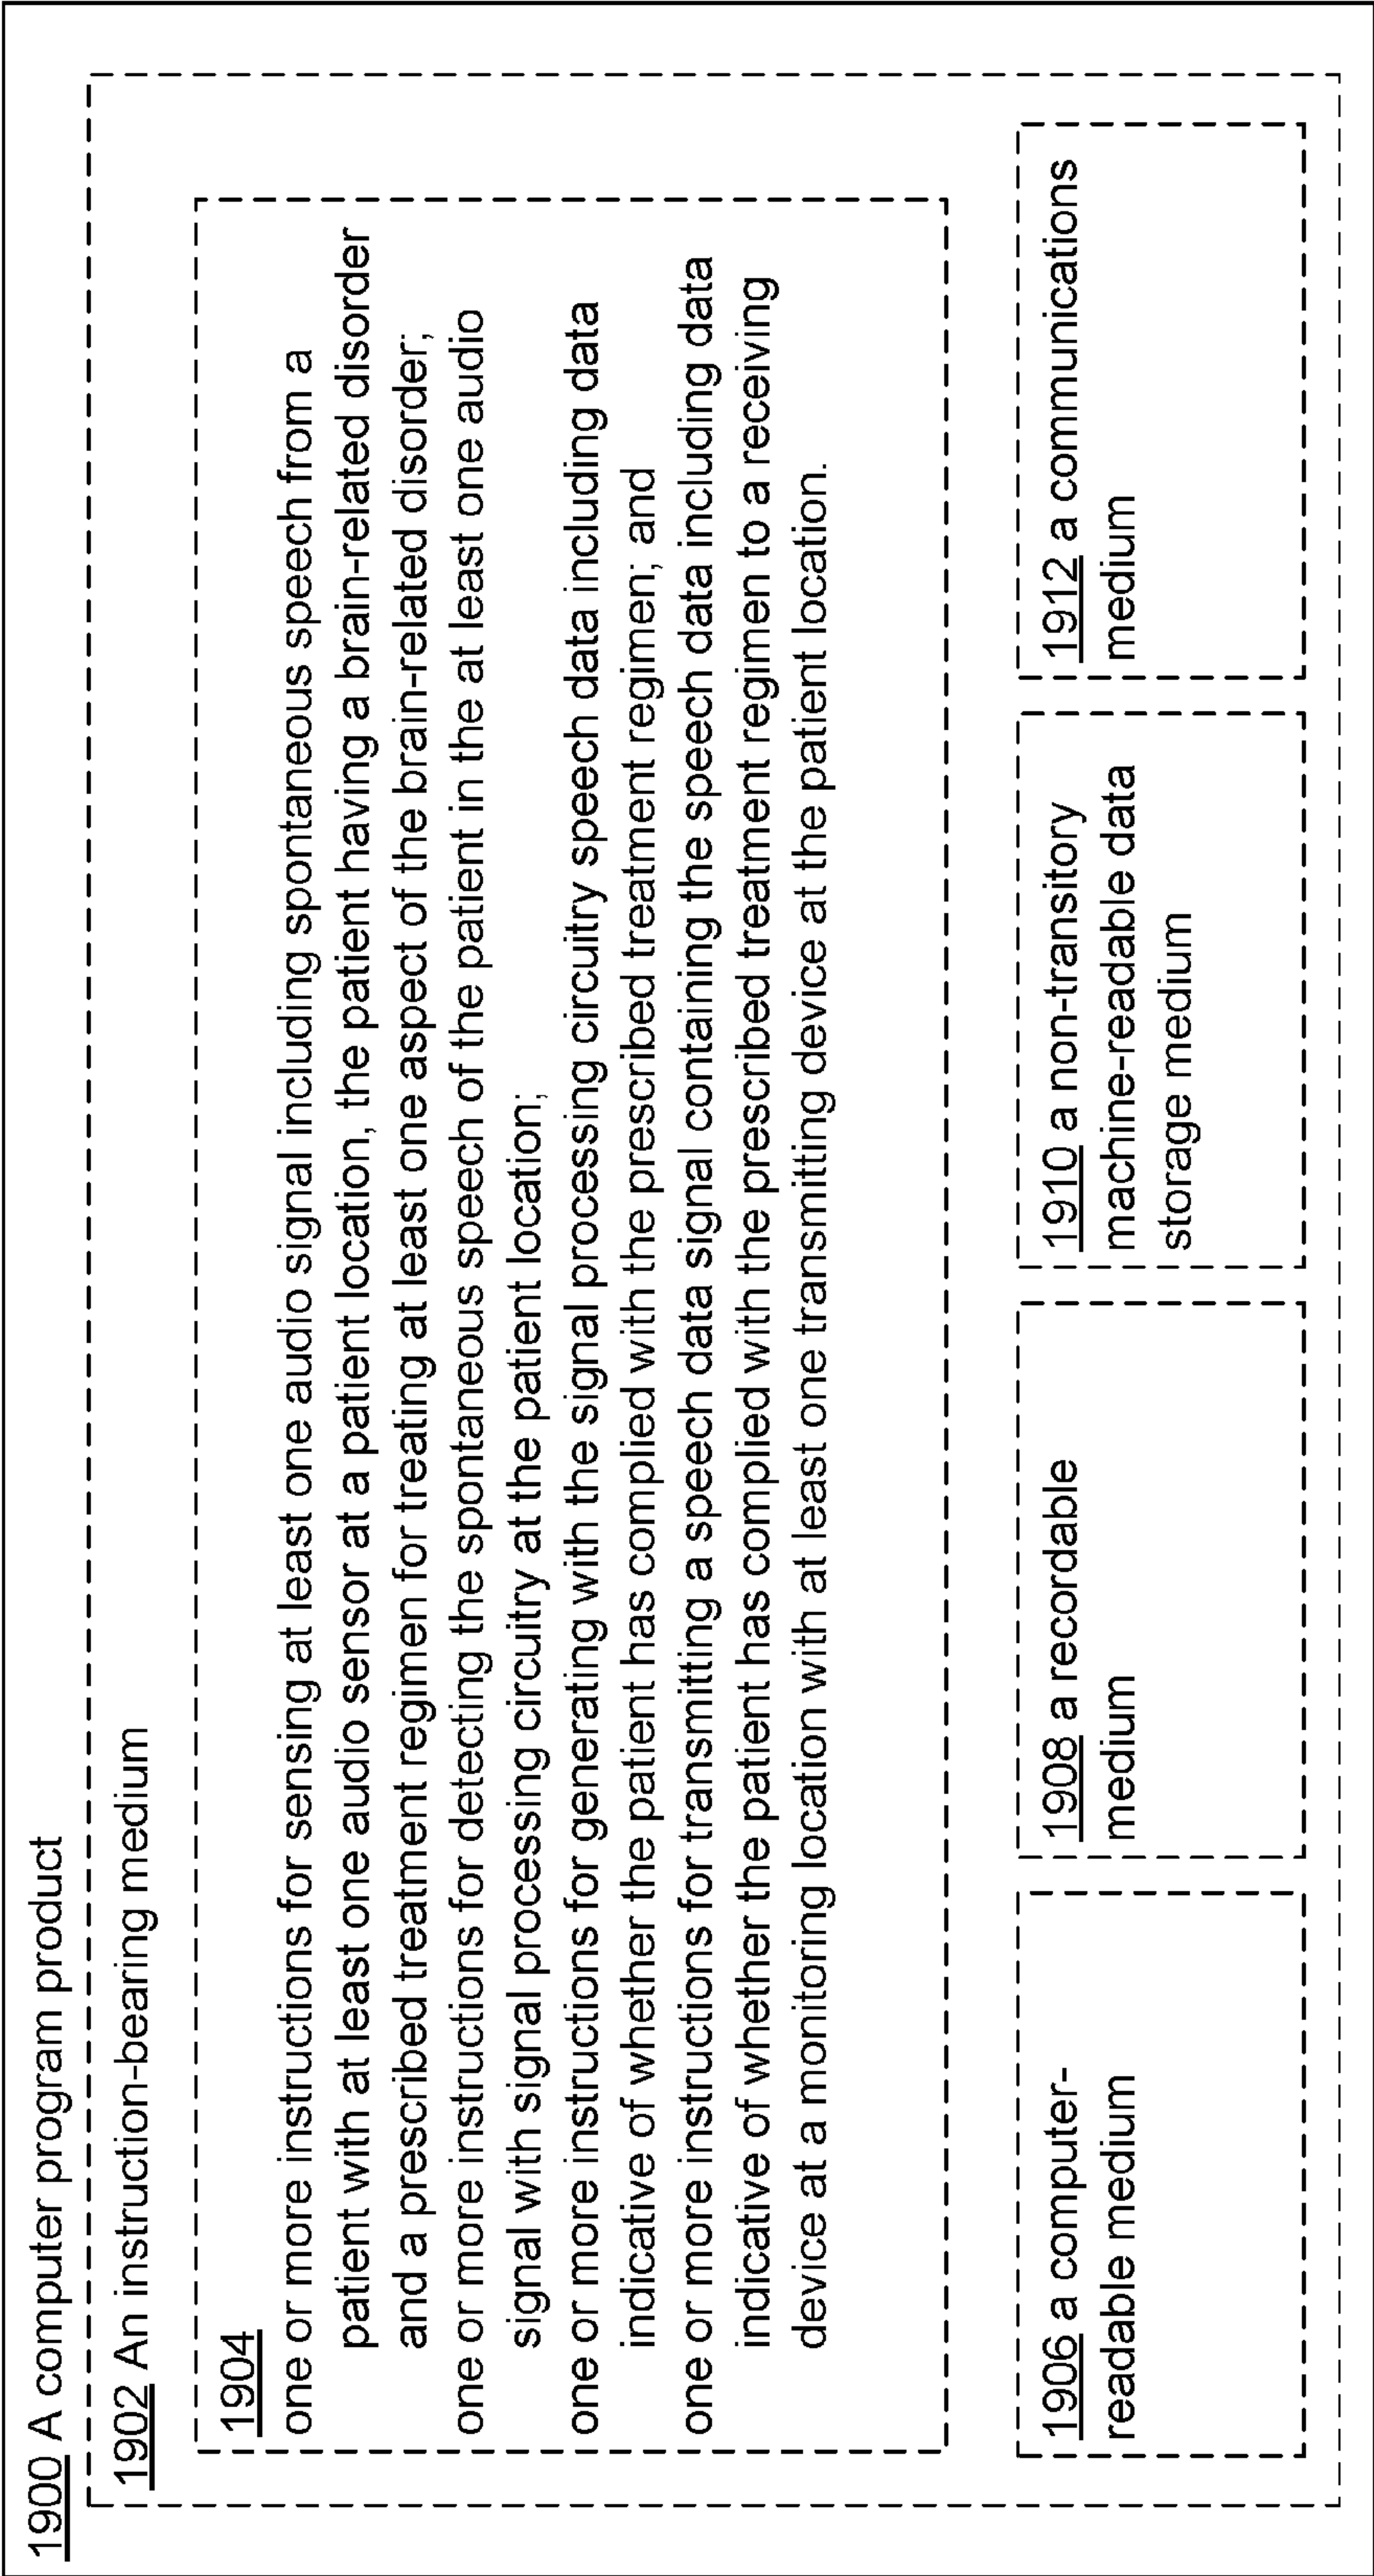 1900 A computer program product
1902 An instruction-bearing medium
1904
one or more instructions for sensing at least one audio signal including spontaneous speech from a
patient with at least one audio sensor at a patient location, the patient having a brain-related disorder
and a prescribed treatment regimen for treating at least one aspect of the brain-related disorder;
one or more instructions for detecting the spontaneous speech of the patient in the at least one audio
signal with signal processing circuitry at the patient location;
one or more instructions for generating with the signal processing circuitry speech data including data
indicative of whether the patient has complied with the prescribed treatment regimen; and
one or more instructions for transmitting a speech data signal containing the speech data including data
indicative of whether the patient has complied with the prescribed treatment regimen to a receiving
device at a monitoring location with at least one transmitting device at the patient location.
1906 a computer-
readable medium
1908 a recordable
medium
1910 a non-transitory
machine-readable data
storage medium
1912 a communications
medium